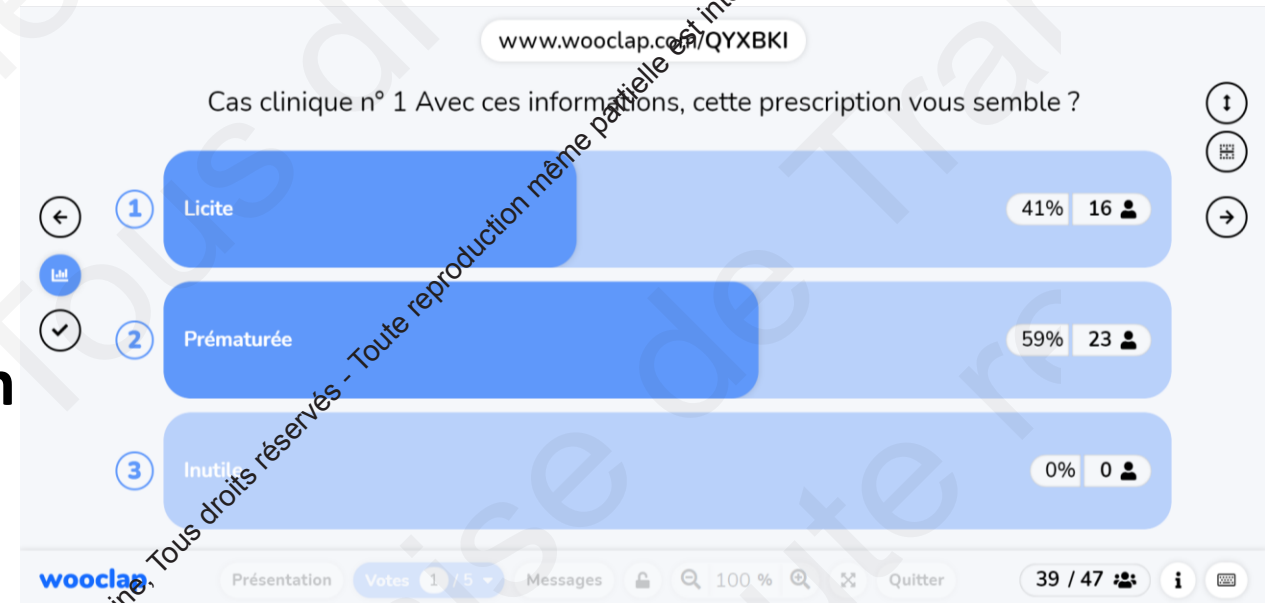 www.wooclap.com/QYXBKI
Cas clinique n° 1 Avec ces informations, cette prescription vous semble ?
1 Licite 41% 16
2 Prématurée 59% 23
3 Inutile 0% 0
n
wooclap Présentation Votes 1 / 5 Messages 100 % Quitter 39 / 47 i
Tous droits réservés - Toute reproduction même partielle est
Tous
de